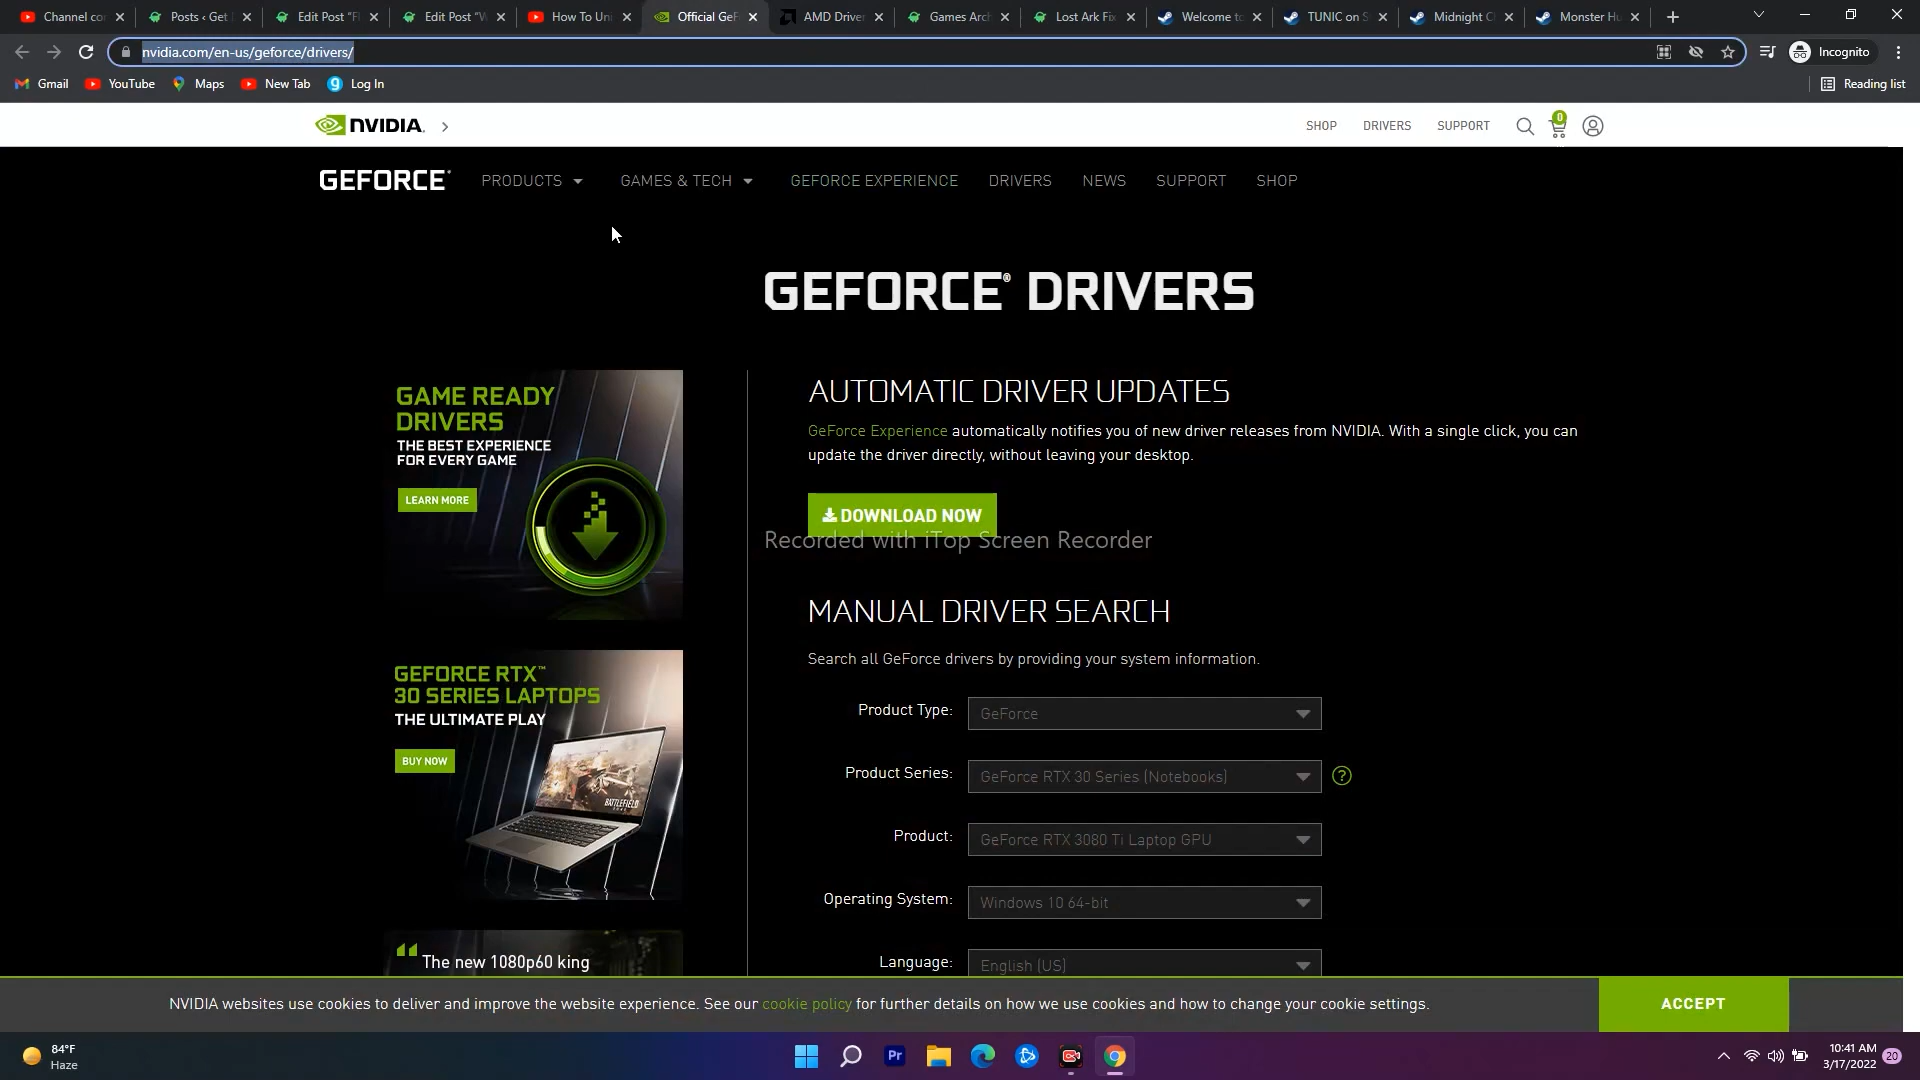 Channel co
Posts ‹ Get
Edit Post "F
Edit Post "V
How To Un
Official GeF
AMD Driver
Games Arc
Lost Ark Fix
Welcome to
TUNIC on S
Midnight C
Monster Hu
nvidia.com/en-us/geforce/drivers/
Incognito
Gmail
YouTube
Maps
New Tab
Log In
Reading list
NVIDIA.
SHOP
DRIVERS
SUPPORT
0
GEFORCE
PRODUCTS
GAMES & TECH
GEFORCE EXPERIENCE
DRIVERS
NEWS
SUPPORT
SHOP
GEFORCE® DRIVERS
GAME READY
DRIVERS
THE BEST EXPERIENCE
FOR EVERY GAME
LEARN MORE
AUTOMATIC DRIVER UPDATES
GeForce Experience automatically notifies you of new driver releases from NVIDIA. With a single click, you can
update the driver directly, without leaving your desktop.
DOWNLOAD NOW
Recorded with iTop Screen Recorder
MANUAL DRIVER SEARCH
Search all GeForce drivers by providing your system information.
GEFORCE RTX™
30 SERIES LAPTOPS
THE ULTIMATE PLAY
BUY NOW
BATTLEFIELD
Product Type:
GeForce
Product Series:
GeForce RTX 30 Series (Notebooks)
?
Product:
GeForce RTX 3080 Ti Laptop GPU
Operating System:
Windows 10 64-bit
Language:
English (US)
The new 1080p60 king
NVIDIA websites use cookies to deliver and improve the website experience. See our cookie policy for further details on how we use cookies and how to change your cookie settings.
ACCEPT
84°F
Haze
Pr
10:41 AM
3/17/2022
20